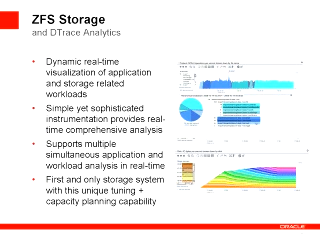 ZFS Storage
and DTrace Analytics
• Dynamic real-time
visualization of application
and storage related
workloads
• Simple yet sophisticated
instrumentation provides real-
time comprehensive analysis
• Supports multiple
simultaneous application and
workload analysis in real-time
• First and only storage system
with this unique tuning +
capacity planning capability
ORACLE